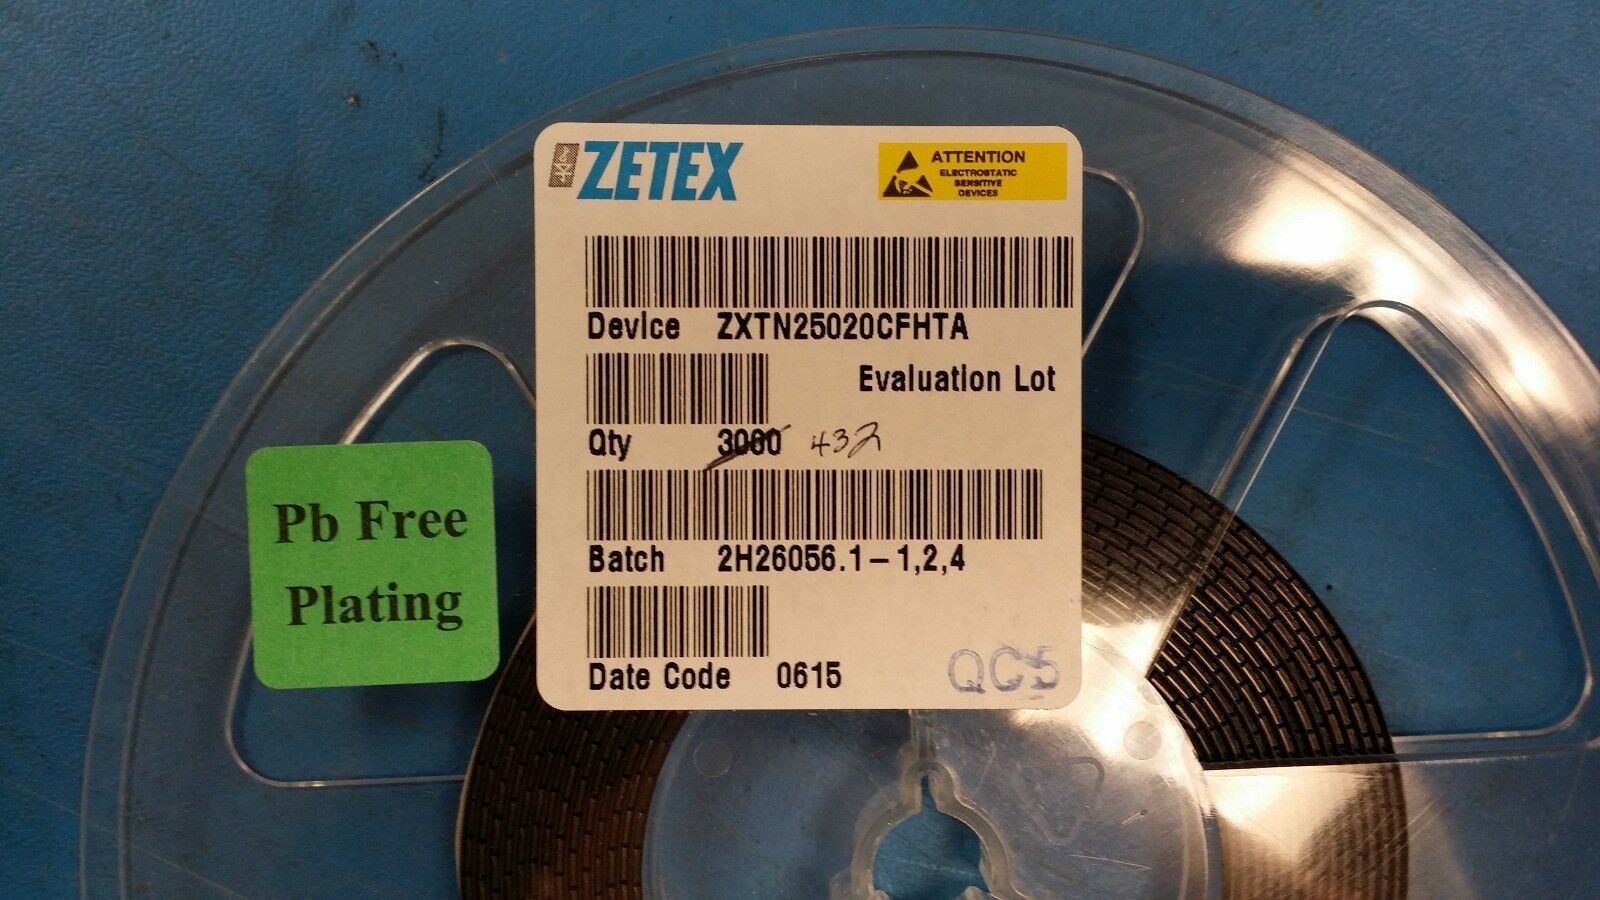 ZETEX
ATTENTION
ELECTROSTATIC
SENSITIVE
DEVICES
Device ZXTN25020CFHTA
Evaluation Lot
Qty 3000 432
Batch 2H26056.1-1,2,4
Date Code 0615
QC5
Pb Free
Plating